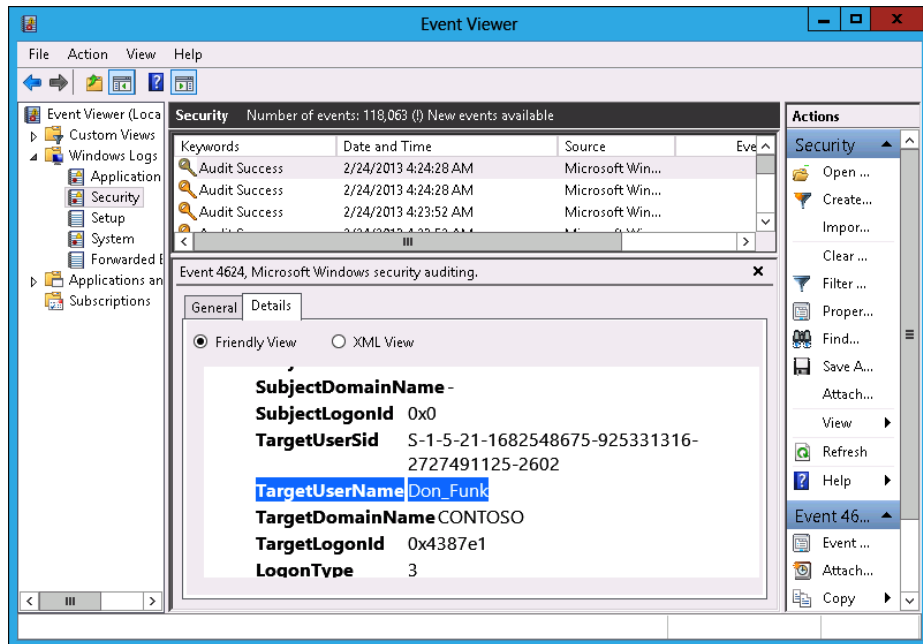 Event Viewer
File Action View Help
Event Viewer (Loca
Custom Views
Windows Logs
Application
Security
Setup
System
Forwarded E
Applications an
Subscriptions
Security Number of events: 118,063 (!) New events available
Keywords Date and Time Source Eve
Audit Success 2/24/2013 4:24:28 AM Microsoft Win...
Audit Success 2/24/2013 4:24:28 AM Microsoft Win...
Audit Success 2/24/2013 4:23:52 AM Microsoft Win...
Event 4624, Microsoft Windows security auditing.
General Details
Friendly View XML View
SubjectDomainName -
SubjectLogonId 0x0
TargetUserSid S-1-5-21-1682548675-925331316-
2727491125-2602
TargetUserName Don_Funk
TargetDomainName CONTOSO
TargetLogonId 0x4387e1
LogonType 3
Actions
Security
Open ...
Create...
Impor...
Clear ...
Filter ...
Proper...
Find...
Save A...
Attach...
View
Refresh
Help
Event 46...
Event ...
Attach...
Copy